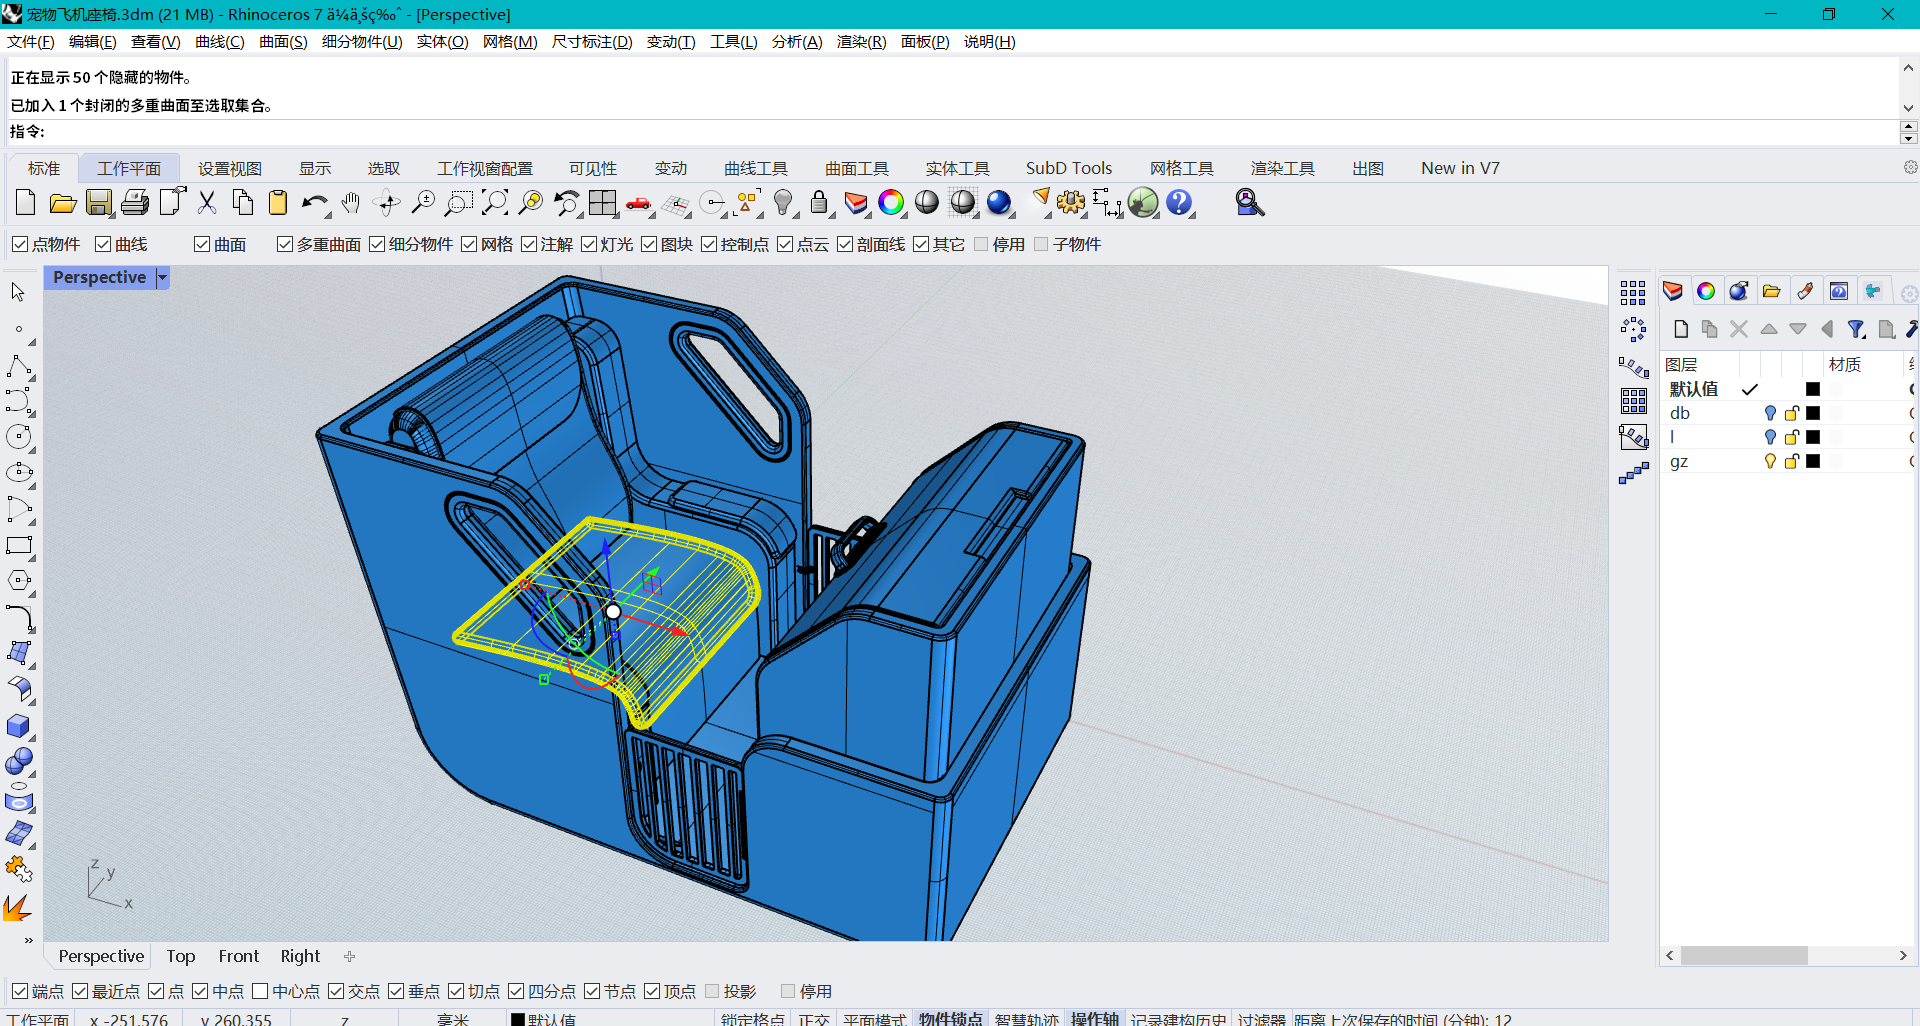 宠物飞机座椅.3dm (21 MB) - Rhinoceros 7 ä¼ä¸šç‰ˆ - [Perspective]
文件(F) 编辑(E) 查看(V) 曲线(C) 曲面(S) 细分物件(U) 实体(O) 网格(M) 尺寸标注(D) 变动(T) 工具(L) 分析(A) 渲染(R) 面板(P) 说明(H)
正在显示 50 个隐藏的物件。
已加入 1 个封闭的多重曲面至选取集合。
指令:
标准 工作平面 设置视图 显示 选取 工作视窗配置 可见性 变动 曲线工具 曲面工具 实体工具 SubD Tools 网格工具 渲染工具 出图 New in V7
点物件 曲线 曲面 多重曲面 细分物件 网格 注解 灯光 图块 控制点 点云 剖面线 其它 停用 子物件
Perspective
图层 材质
默认值
db
l
gz
z
y
x
Perspective Top Front Right
端点 最近点 点 中点 中心点 交点 垂点 切点 四分点 节点 顶点 投影 停用
工作平面 x -251.576 y 260.355 z 毫米 默认值 锁定格点 正交 平面模式 物件锁点 智慧轨迹 操作轴 记录建构历史 过滤器 距离上次保存的时间 (分钟): 12